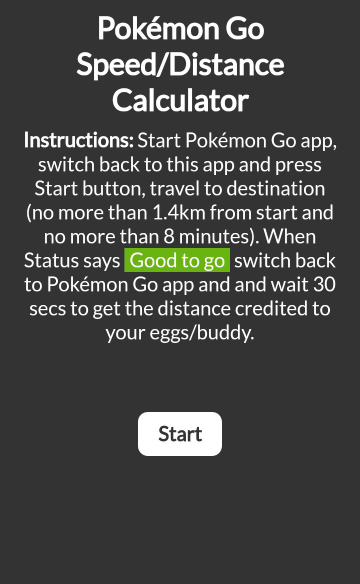 Pokémon Go
Speed/Distance
Calculator
Instructions: Start Pokémon Go app,
switch back to this app and press
Start button, travel to destination
(no more than 1.4km from start and
no more than 8 minutes). When
Status says Good to go switch back
to Pokémon Go app and and wait 30
secs to get the distance credited to
your eggs/buddy.
Start